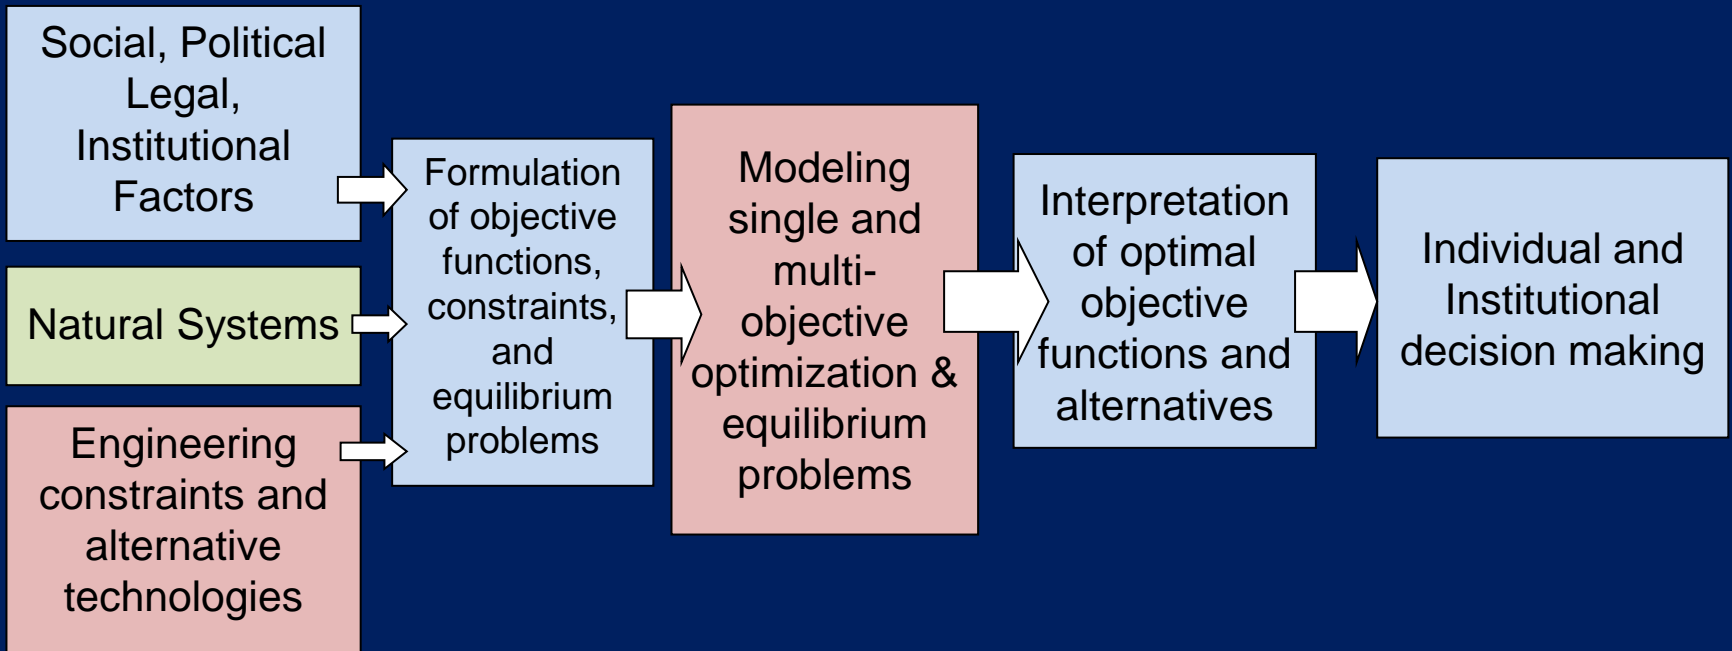 Social, Political
Legal,
Institutional
Factors
Natural Systems
Engineering
constraints and
alternative
technologies
Formulation
of objective
functions,
constraints,
and
equilibrium
problems
Modeling
single and
multi-
objective
optimization &
equilibrium
problems
Interpretation
of optimal
objective
functions and
alternatives
Individual and
Institutional
decision making